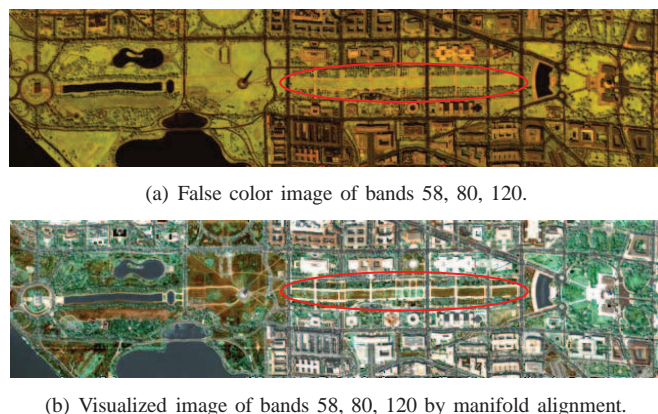 (a) False color image of bands 58, 80, 120.
(b) Visualized image of bands 58, 80, 120 by manifold alignment.